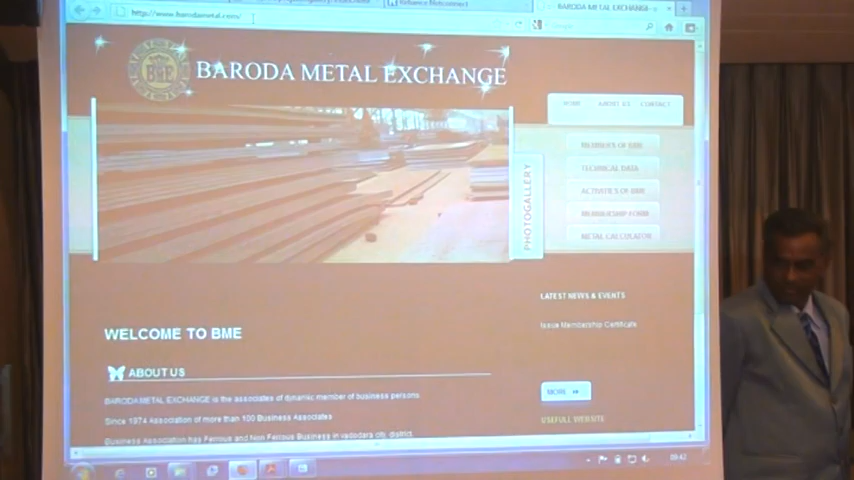 http://www.barodametal.com/
Reliance Netconnect
BARODA METAL EXCHANGE
BME
BARODA METAL EXCHANGE
HOME ABOUT US CONTACT
MEMBERS OF BME
TECHNICAL DATA
ACTIVITIES OF BME
MEMBERSHIP FORM
METAL CALCULATOR
PHOTOGALLERY
LATEST NEWS & EVENTS
Issue Membership Certificate
WELCOME TO BME
ABOUT US
BARODA METAL EXCHANGE is the associates of dynamic member of business persons
Since 1974 Association of more than 100 Business Associates
Business Association has Ferrous and Non Ferrous Business in vadodara city, district.
MORE
USEFULL WEBSITE
09:42